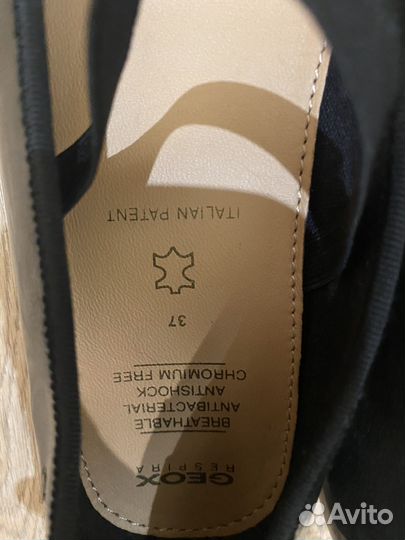 GEOX
RESPIRA
BREATHABLE
ANTIBACTERIAL
ANTISHOCK
CHROMIUM FREE
37
ITALIAN PATENT
Avito